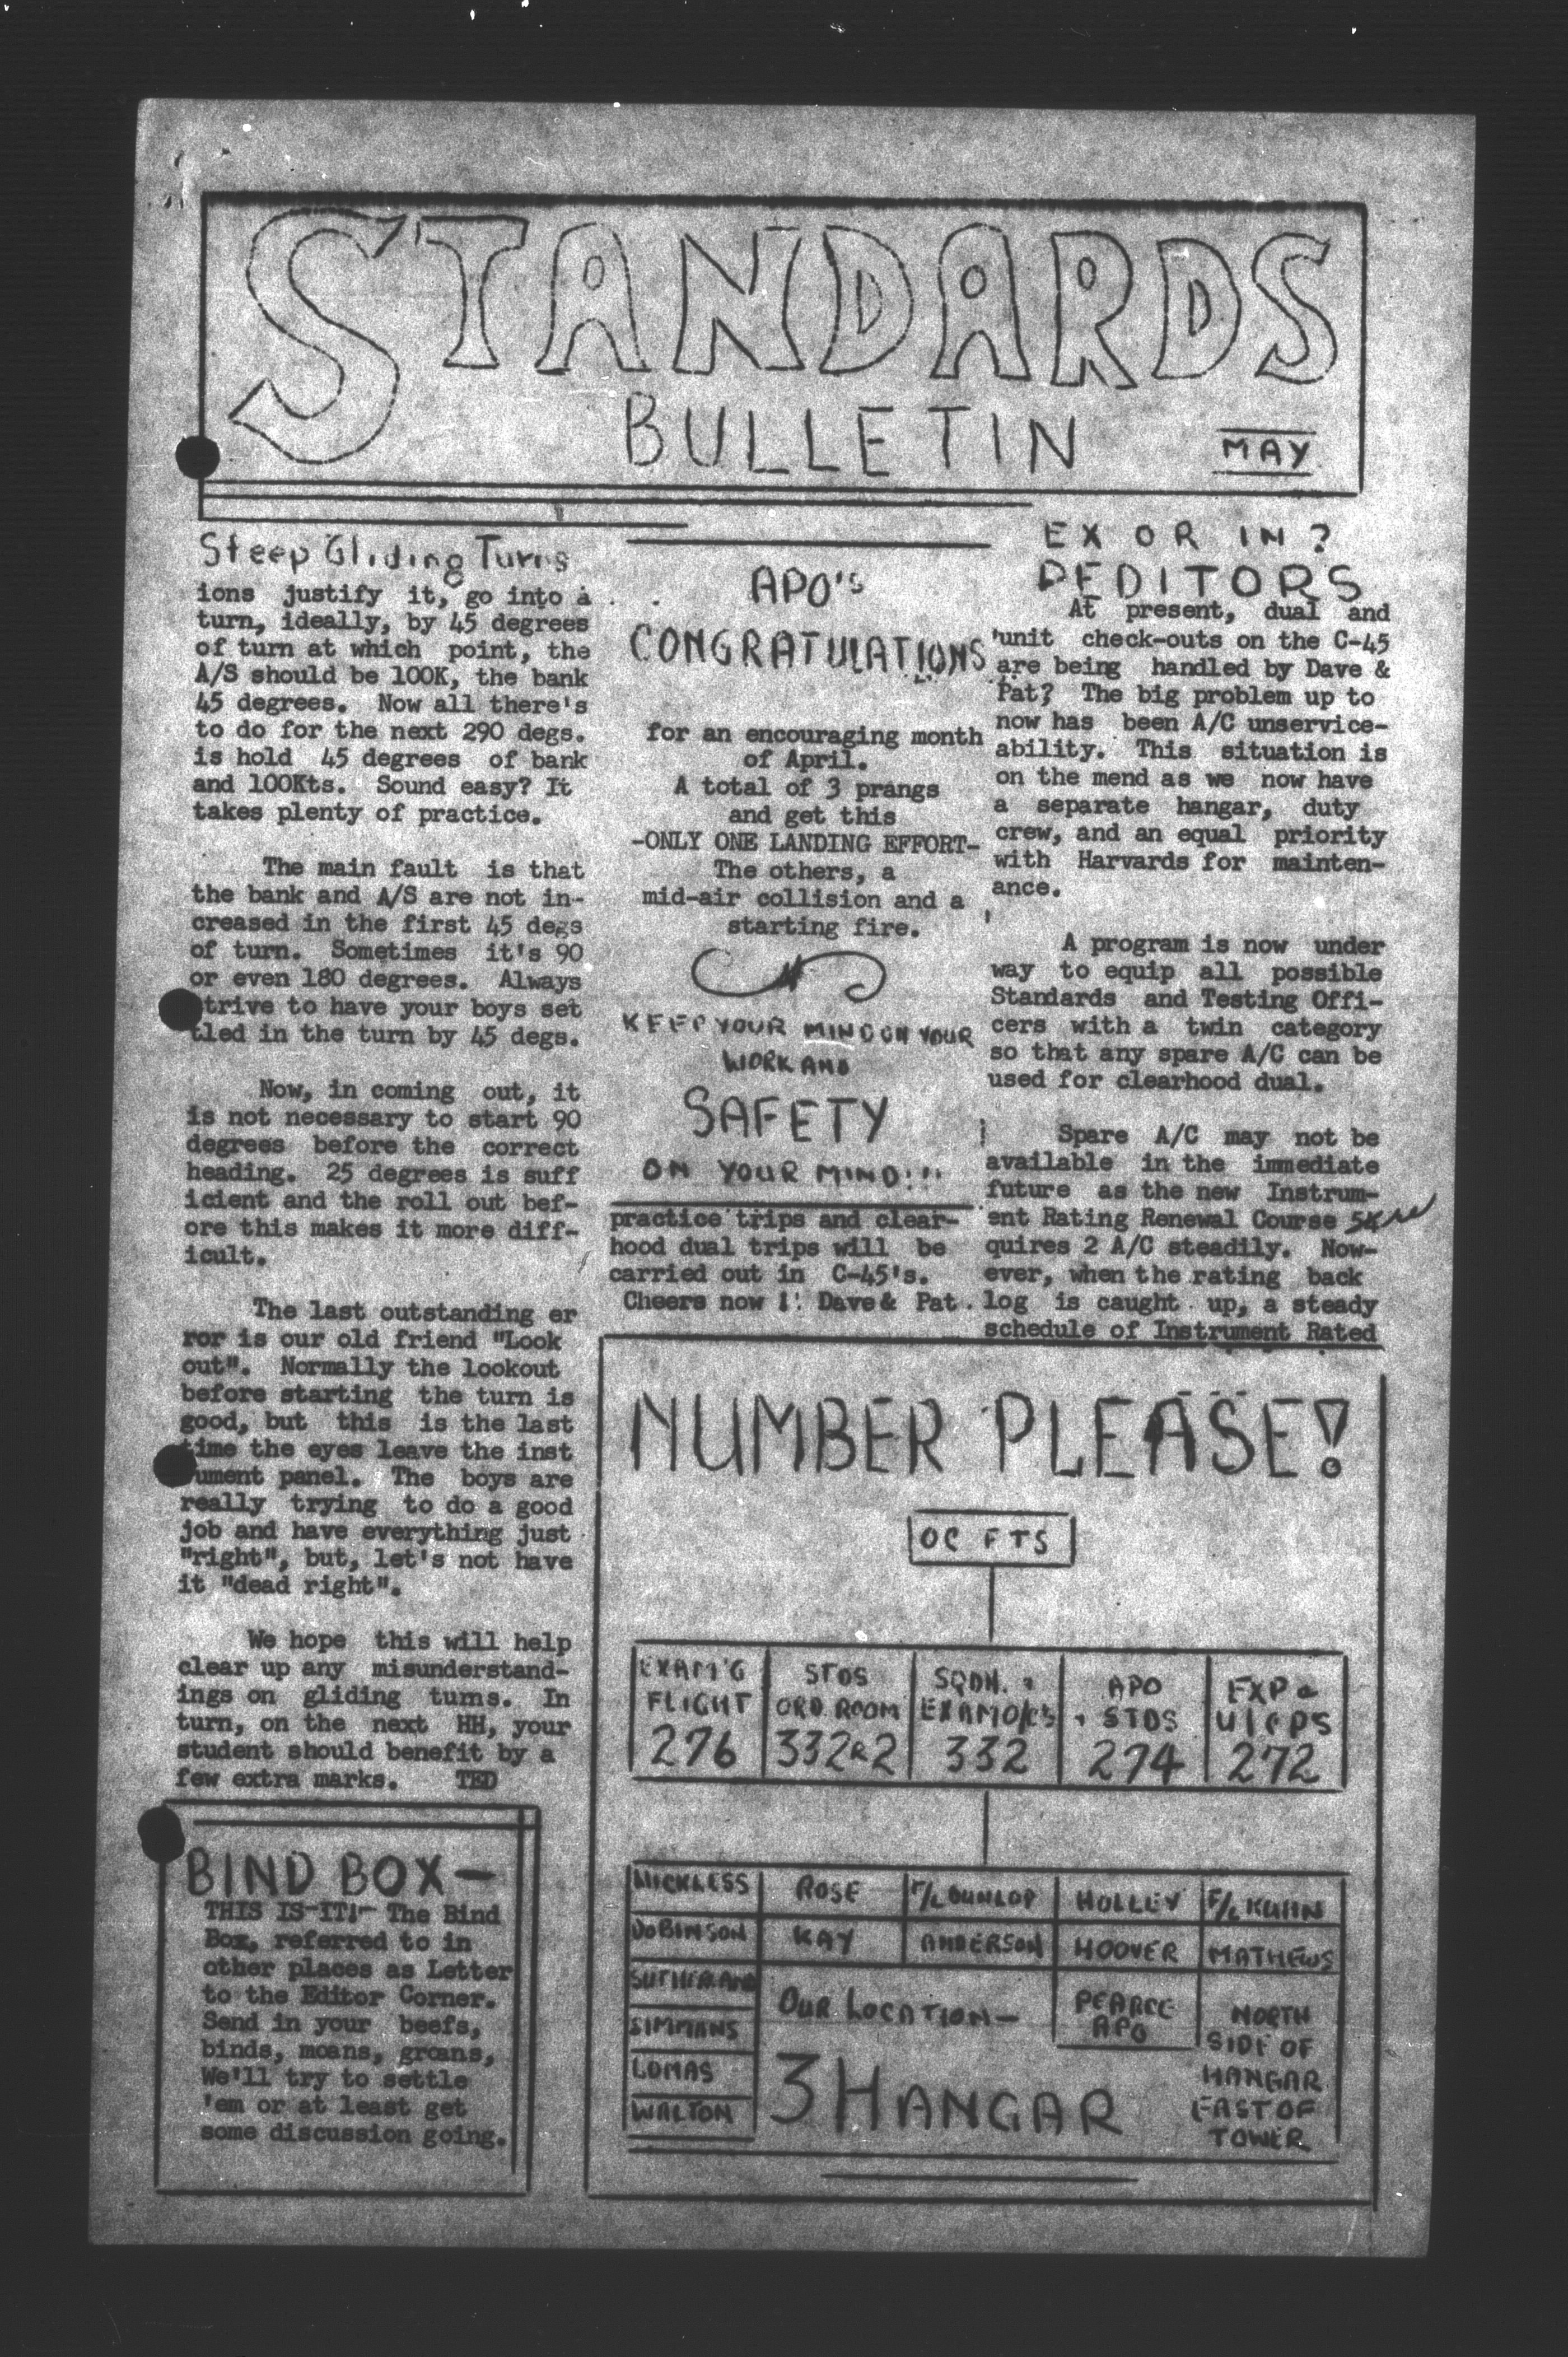 STANDARDS
BULLETIN
MAY
Steep Gliding Turns
ions justify it, go into a
turn, ideally, by 45 degrees
of turn at which point, the
A/S should be 100K, the bank
45 degrees. Now all there's
to do for the next 290 degs.
is hold 45 degrees of bank
and 100Kts. Sound easy? It
takes plenty of practice.
The main fault is that
the bank and A/S are not in-
creased in the first 45 degs
of turn. Sometimes it's 90
or even 180 degrees. Always
strive to have your boys set
tled in the turn by 45 degs.
Now, in coming out, it
is not necessary to start 90
degrees before the correct
heading. 25 degrees is suff
icient and the roll out bef-
ore this makes it more diff-
icult.
The last outstanding er
ror is our old friend "Look
out". Normally the lookout
before starting the turn is
good, but this is the last
time the eyes leave the inst
ument panel. The boys are
really trying to do a good
job and have everything just
"right", but, let's not have
it "dead right".
We hope this will help
clear up any misunderstand-
ings on gliding turns. In
turn, on the next HH, your
student should benefit by a
few extra marks. TED
BIND BOX-
THIS IS-IT!- The Bind
Box, referred to in
other places as Letter
to the Editor Corner.
Send in your beefs,
binds, moans, groans,
We'll try to settle
'em or at least get
some discussion going.
APO's
CONGRATULATIONS
for an encouraging month
of April.
A total of 3 prangs
and get this
-ONLY ONE LANDING EFFORT-
The others, a
mid-air collision and a
starting fire.
KEEP YOUR MIND ON YOUR
WORK AND
SAFETY
ON YOUR MIND!!!
practice trips and clear-
hood dual trips will be
carried out in C-45's.
Cheers now !! Dave & Pat.
EX OR IN?
PEDITORS
At present, dual and
unit check-outs on the C-45
are being handled by Dave &
Pat? The big problem up to
now has been A/C unservice-
ability. This situation is
on the mend as we now have
a separate hangar, duty
crew, and an equal priority
with Harvards for mainten-
ance.
A program is now under
way to equip all possible
Standards and Testing Offi-
cers with a twin category
so that any spare A/C can be
used for clearhood dual.
Spare A/C may not be
available in the immediate
future as the new Instrum-
ent Rating Renewal Course
quires 2 A/C steadily. Now-
ever, when the rating back
log is caught up, a steady
schedule of Instrument Rated
NUMBER PLEASE!
OC FTS
EXAM'G
FLIGHT
276
STDS
ORD. ROOM
332R2
SQDN.
332
APO
STDS
274
272
MICKLESS
ROSE
F/L DUNLOP
HOLLEY
F/L KUHN
DOBINSON
KAY
ANDERSON
HOOVER
MATHEWS
SUTHERLAND
SIMMANS
LOMAS
WALTON
PEARCE
APO
OUR LOCATION-
3 HANGAR
NORTH
SIDE OF
HANGAR
EAST OF
TOWER